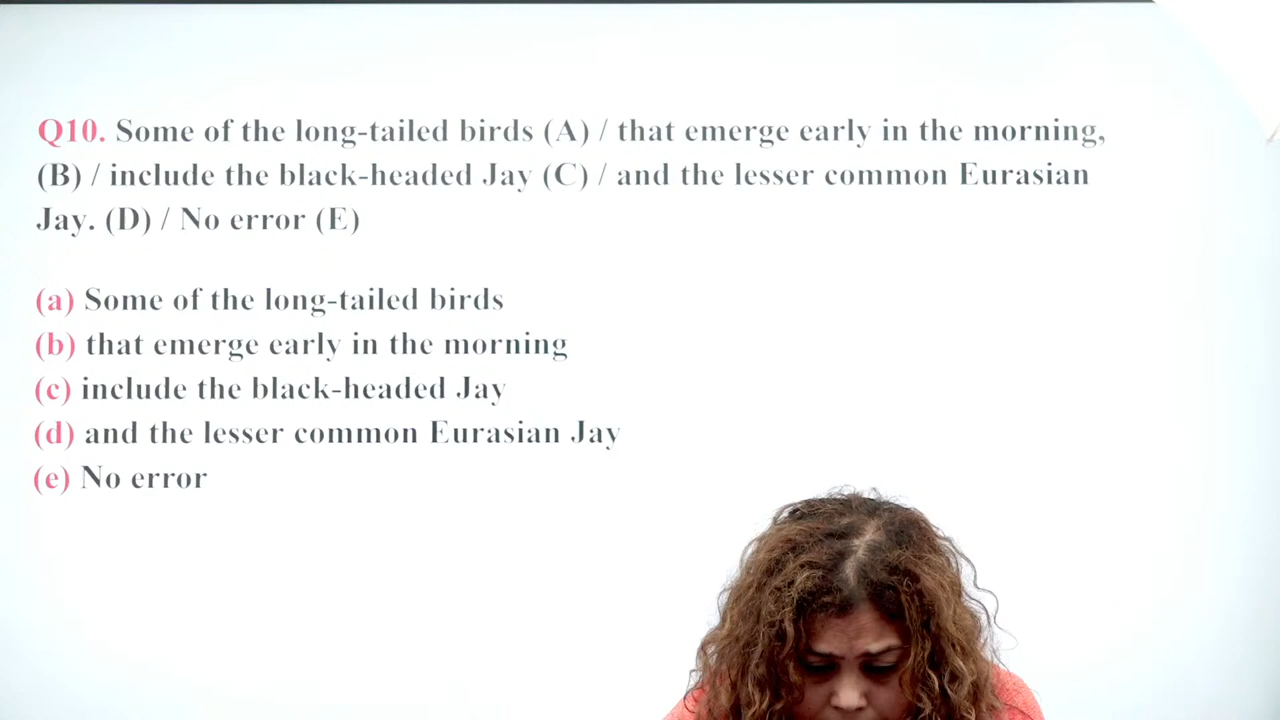 Q10. Some of the long-tailed birds (A) / that emerge early in the morning,
(B) / include the black-headed Jay (C) / and the lesser common Eurasian
Jay. (D) / No error (E)
(a) Some of the long-tailed birds
(b) that emerge early in the morning
(c) include the black-headed Jay
(d) and the lesser common Eurasian Jay
(e) No error